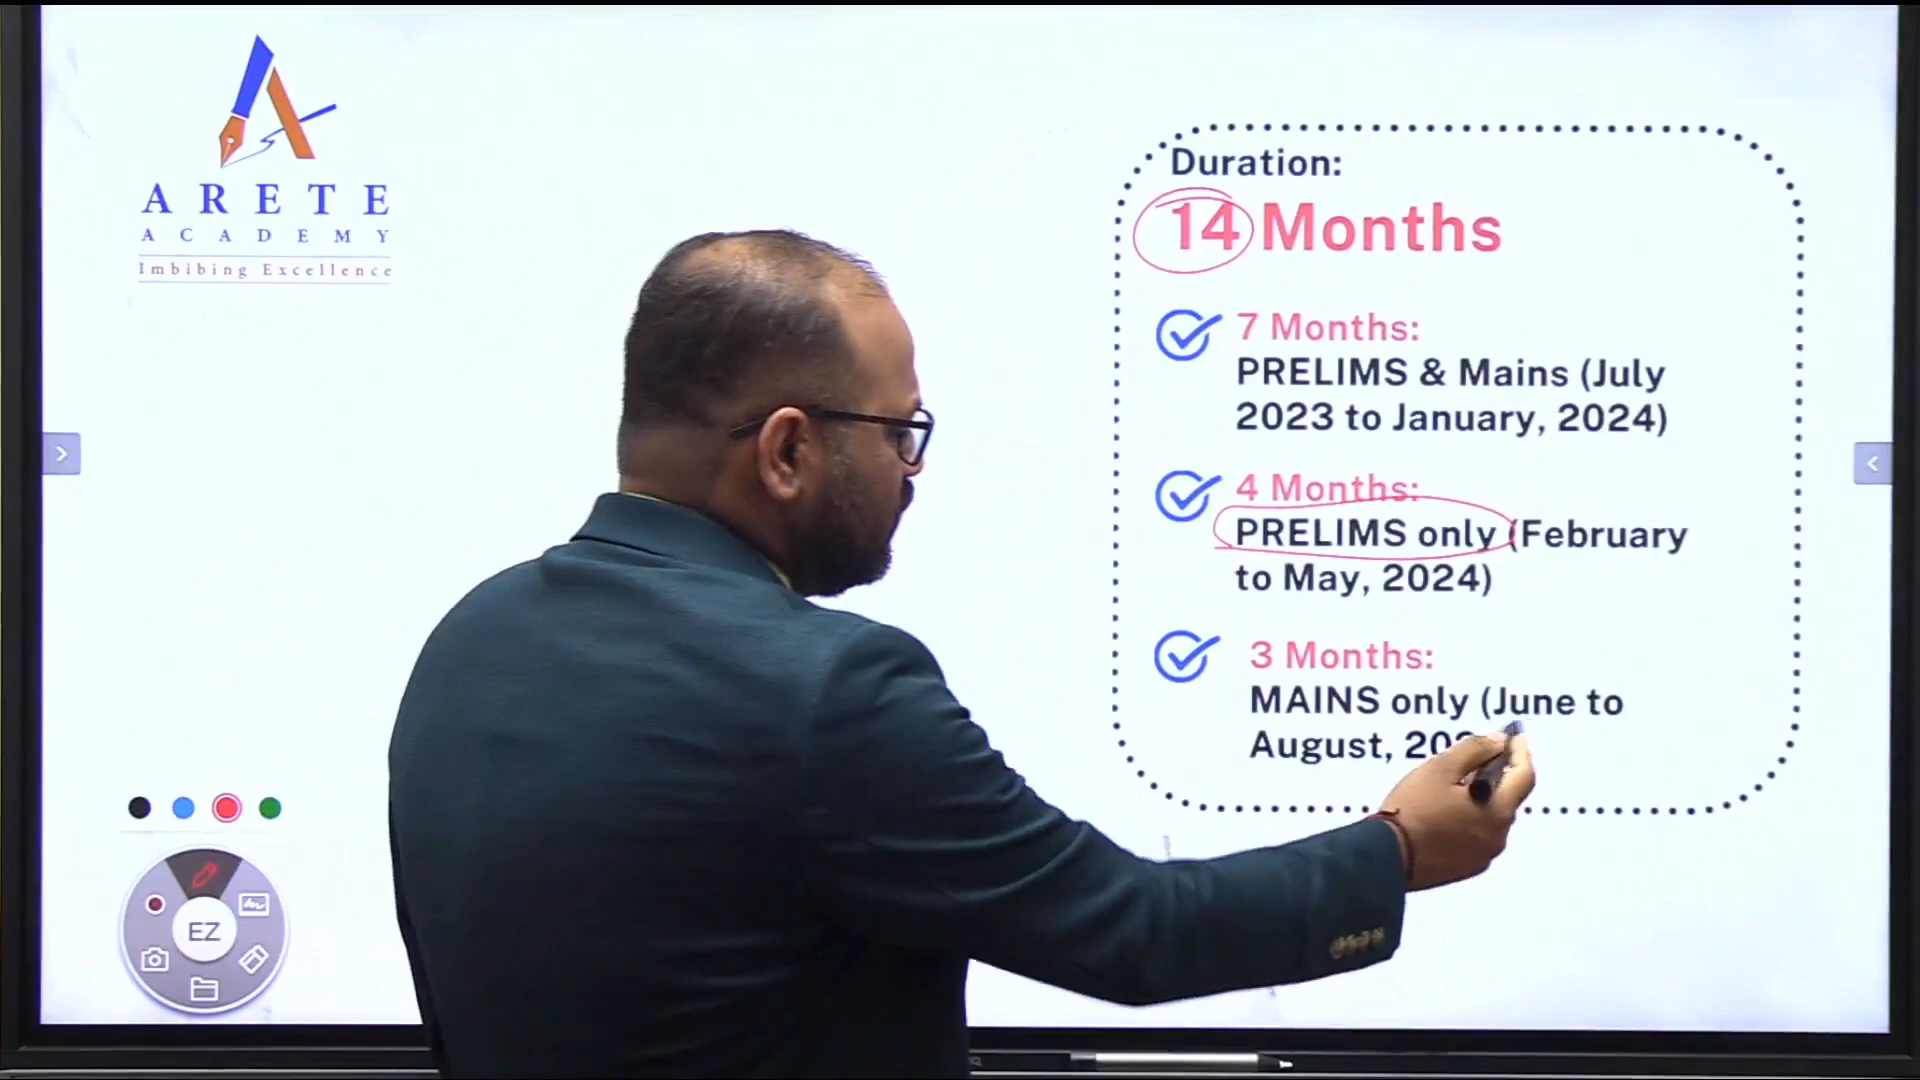 ARETE
ACADEMY
Imbibing Excellence
Duration:
14 Months
7 Months:
PRELIMS & Mains (July
2023 to January, 2024)
4 Months:
PRELIMS only (February
to May, 2024)
3 Months:
MAINS only (June to
August,
EZ